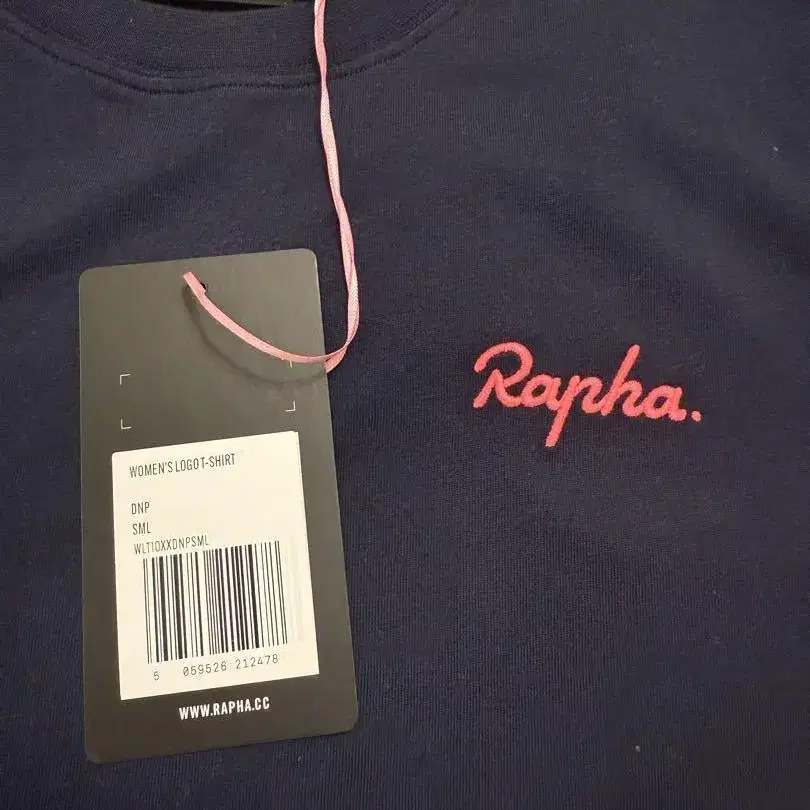 Rapha.
WOMEN'S LOGO T-SHIRT
DNP
SML
WLT10XXDNPSML
5 059526 212478
WWW.RAPHA.CC